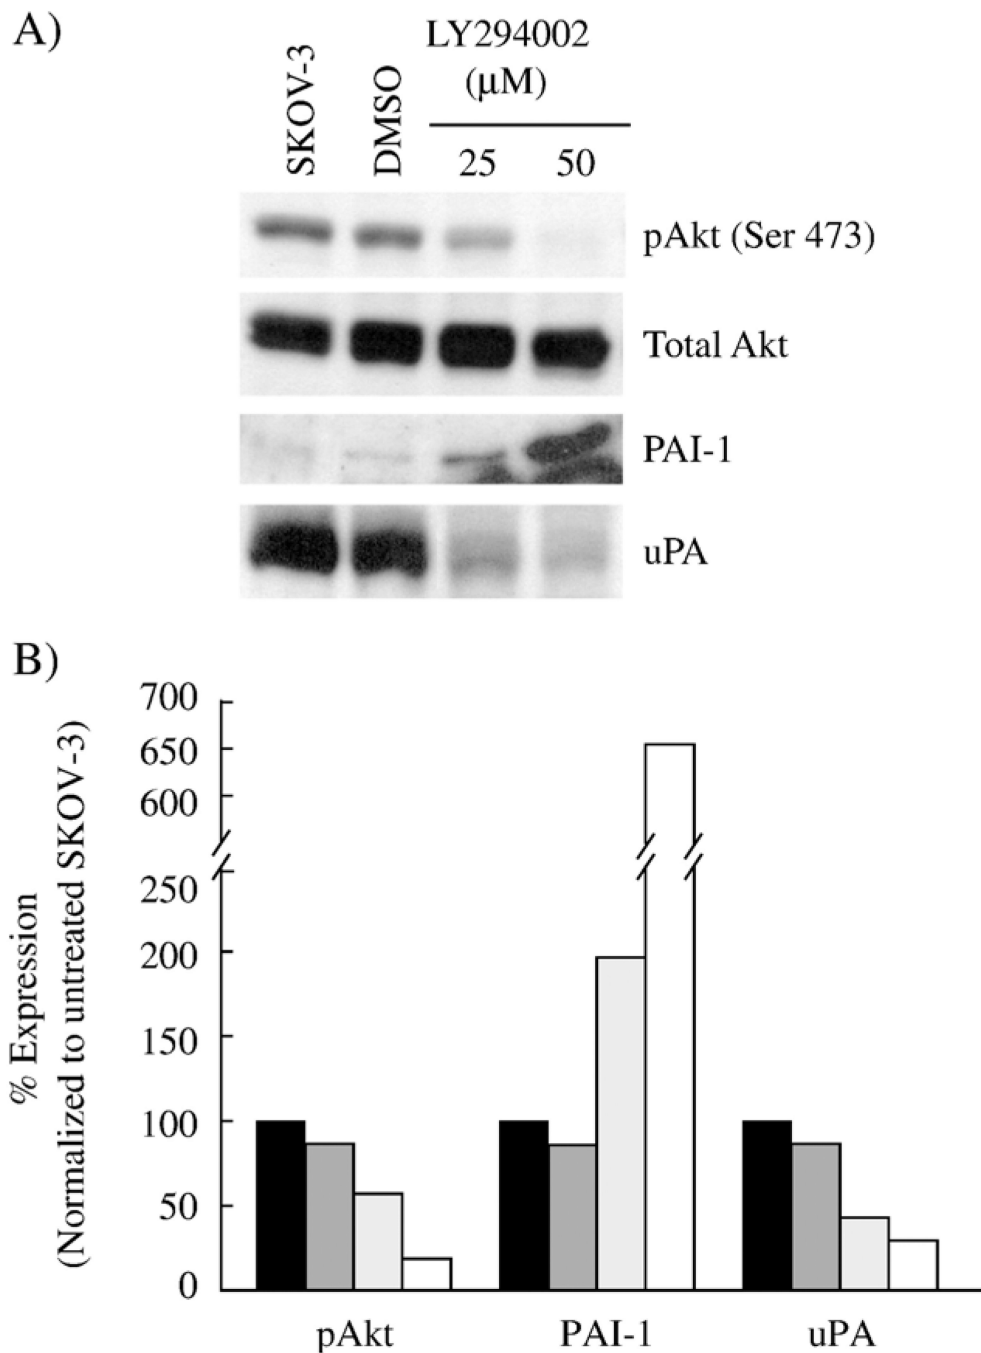 A)
SKOV-3
DMSO
LY294002
(μM)
25
50
pAkt (Ser 473)
Total Akt
PAI-1
uPA
B)
% Expression
(Normalized to untreated SKOV-3)
700
650
600
250
200
150
100
50
0
pAkt
PAI-1
uPA